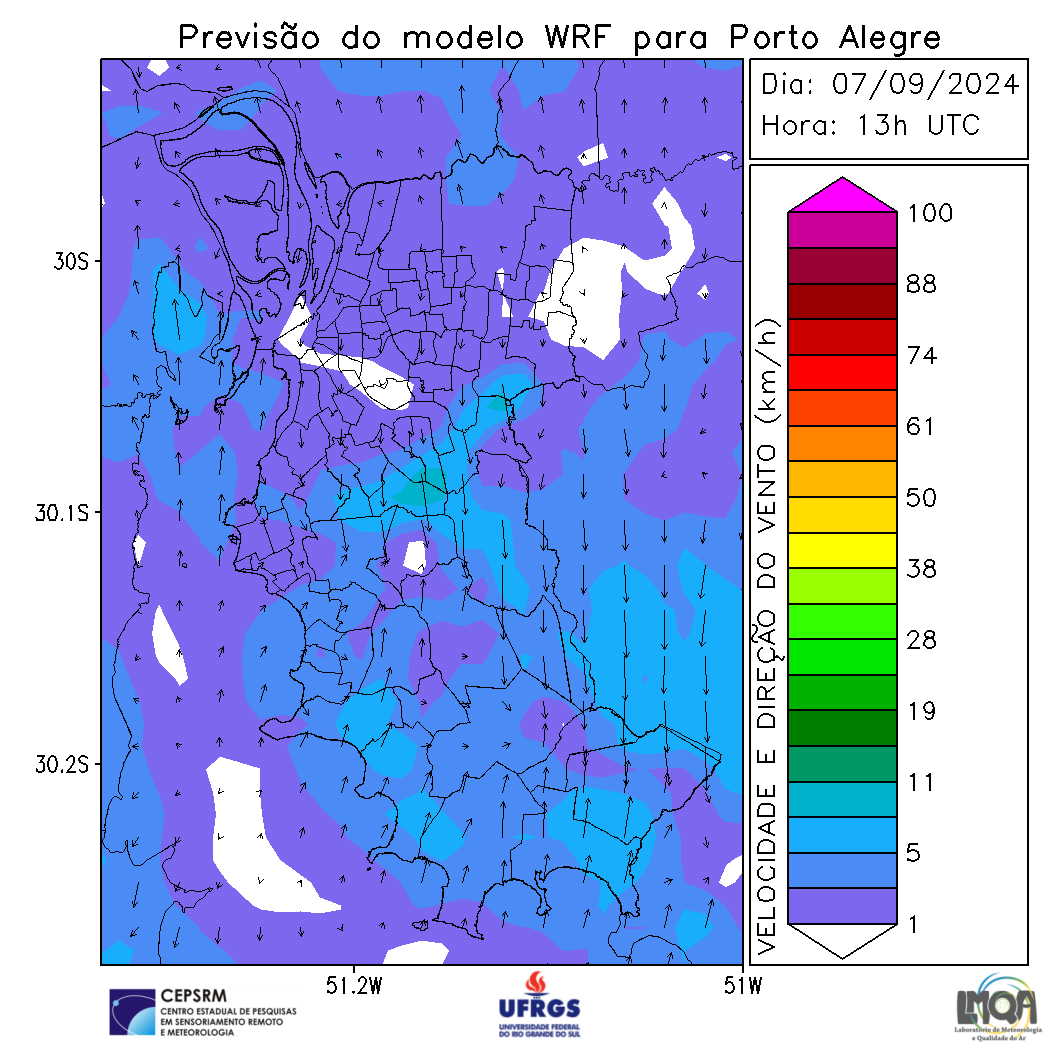 Previsão do modelo WRF para Porto Alegre
Dia: 07/09/2024
Hora: 13h UTC
30S
30.1S
30.2S
51.2W
51W
VELOCIDADE E DIREÇÃO DO VENTO (km/h)
100
88
74
61
50
38
28
19
11
5
1
CEPSRM
CENTRO ESTADUAL DE PESQUISAS
EM SENSORIAMENTO REMOTO
E METEOROLOGIA
UFRGS
UNIVERSIDADE FEDERAL
DO RIO GRANDE DO SUL
LMQA
Laboratório de Meteorologia
e Qualidade do Ar